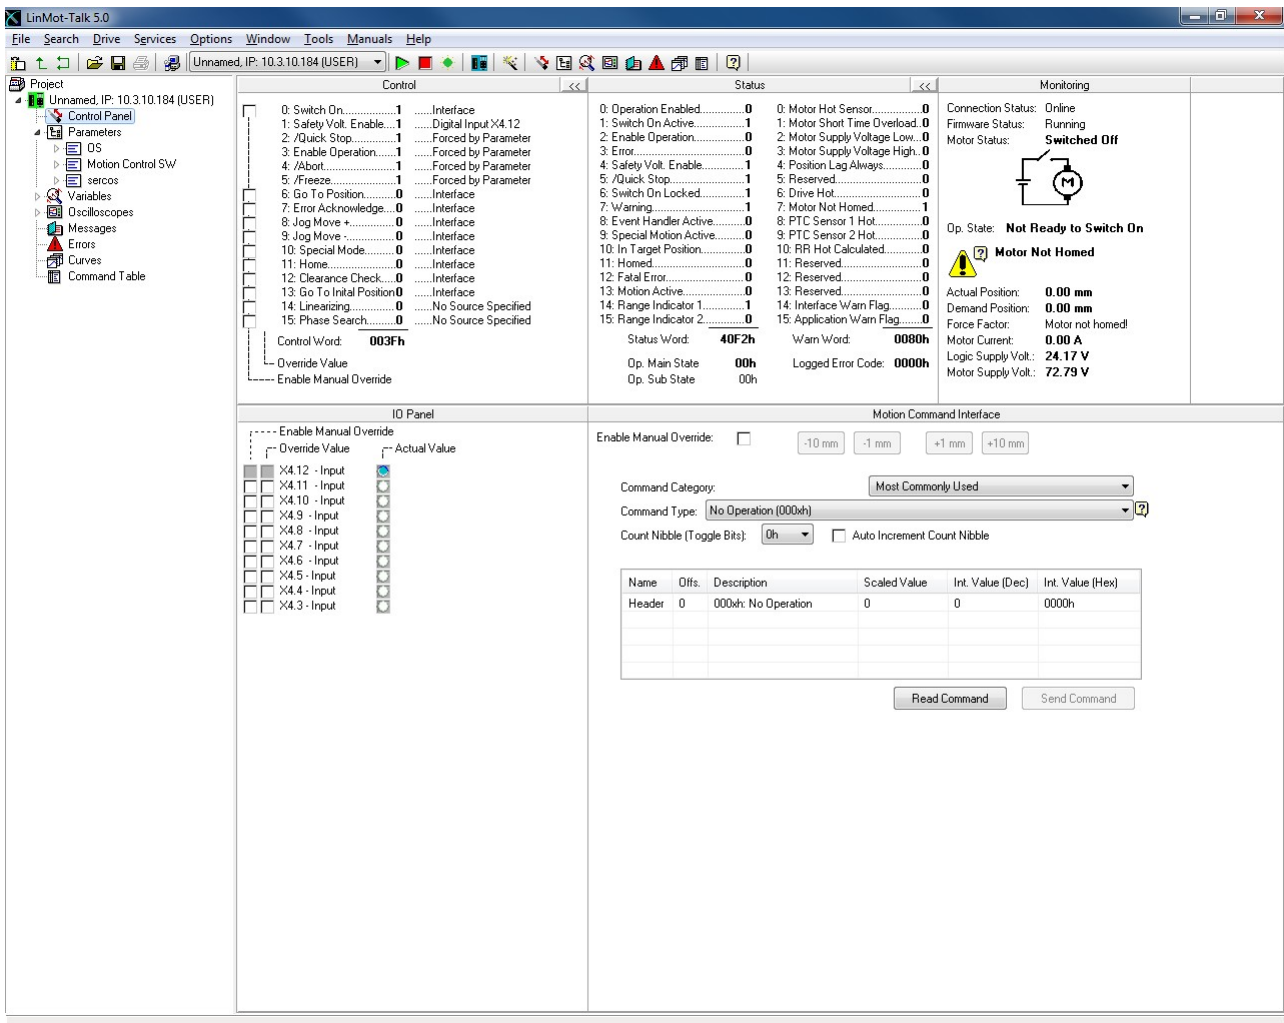 LinMot-Talk 5.0
File Search Drive Services Options Window Tools Manuals Help
Unnamed, IP: 10.3.10.184 (USER)
Project
Unnamed, IP: 10.3.10.184 (USER)
Control Panel
Parameters
OS
Motion Control SW
sercos
Variables
Oscilloscopes
Messages
Errors
Curves
Command Table
Control <<
0: Switch On.................1 ......Interface
1: Safety Volt. Enable....1 ......Digital Input X4.12
2: /Quick Stop..............1 ......Forced by Parameter
3: Enable Operation.......1 ......Forced by Parameter
4: /Abort......................1 ......Forced by Parameter
5: /Freeze....................1 ......Forced by Parameter
6: Go To Position..........0 ......Interface
7: Error Acknowledge....0 ......Interface
8: Jog Move +..............0 ......Interface
9: Jog Move -...............0 ......Interface
10: Special Mode.........0 ......Interface
11: Home....................0 ......Interface
12: Clearance Check.....0 ......Interface
13: Go To Inital Position0 ......Interface
14: Linearizing..............0 ......No Source Specified
15: Phase Search.........0 ......No Source Specified
Control Word: 003Fh
Override Value
Enable Manual Override
Status <<
0: Operation Enabled...........0
1: Switch On Active..............1
2: Enable Operation..............0
3: Error................................0
4: Safety Volt. Enable...........1
5: /Quick Stop.....................1
6: Switch On Locked............1
7: Warning..........................1
8: Event Handler Active........0
9: Special Motion Active.......0
10: In Target Position...........0
11: Homed..........................0
12: Fatal Error.....................0
13: Motion Active.................0
14: Range Indicator 1...........1
15: Range Indicator 2...........0
Status Word: 40F2h
Op. Main State 00h
Op. Sub State 00h
0: Motor Hot Sensor.............0
1: Motor Short Time Overload..0
2: Motor Supply Voltage Low...0
3: Motor Supply Voltage High..0
4: Position Lag Always..........0
5: Reserved........................0
6: Drive Hot........................0
7: Motor Not Homed.............1
8: PTC Sensor 1 Hot............0
9: PTC Sensor 2 Hot............0
10: RR Hot Calculated..........0
11: Reserved......................0
12: Reserved......................0
13: Reserved......................0
14: Interface Warn Flag........0
15: Application Warn Flag.....0
Warn Word: 0080h
Logged Error Code: 0000h
Monitoring
Connection Status: Online
Firmware Status: Running
Motor Status: Switched Off
M
Op. State: Not Ready to Switch On
Motor Not Homed
Actual Position: 0.00 mm
Demand Position: 0.00 mm
Force Factor: Motor not homed!
Motor Current: 0.00 A
Logic Supply Volt.: 24.17 V
Motor Supply Volt.: 72.79 V
IO Panel
Enable Manual Override
Override Value Actual Value
X4.12 - Input
X4.11 - Input
X4.10 - Input
X4.9 - Input
X4.8 - Input
X4.7 - Input
X4.6 - Input
X4.5 - Input
X4.4 - Input
X4.3 - Input
Motion Command Interface
Enable Manual Override: -10 mm -1 mm +1 mm +10 mm
Command Category: Most Commonly Used
Command Type: No Operation (000xh)
Count Nibble (Toggle Bits): 0h Auto Increment Count Nibble
Name Offs. Description Scaled Value Int. Value (Dec) Int. Value (Hex)
Header 0 000xh: No Operation 0 0 0000h
Read Command Send Command